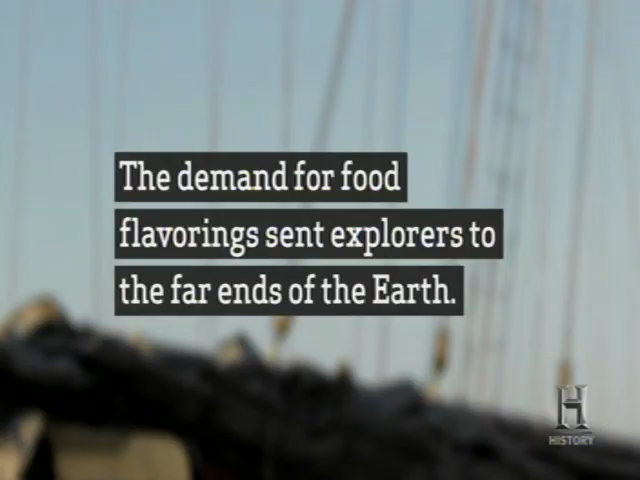 The demand for food
flavorings sent explorers to
the far ends of the Earth.
H
HISTORY